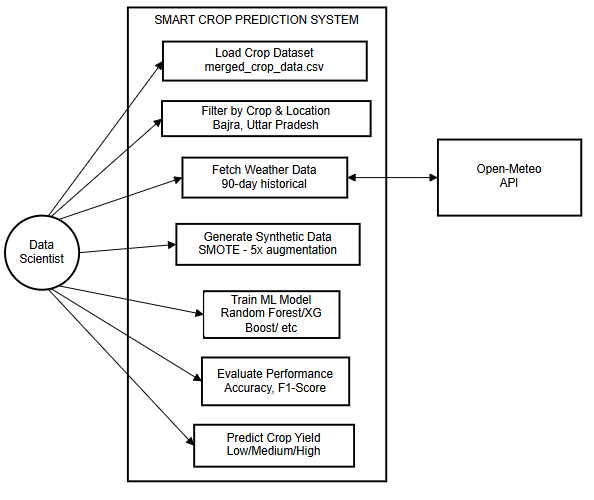 SMART CROP PREDICTION SYSTEM
Load Crop Dataset
merged_crop_data.csv
Filter by Crop & Location
Bajra, Uttar Pradesh
Fetch Weather Data
90-day historical
Open-Meteo
API
Generate Synthetic Data
SMOTE - 5x augmentation
Data
Scientist
Train ML Model
Random Forest/XG
Boost/ etc
Evaluate Performance
Accuracy, F1-Score
Predict Crop Yield
Low/Medium/High